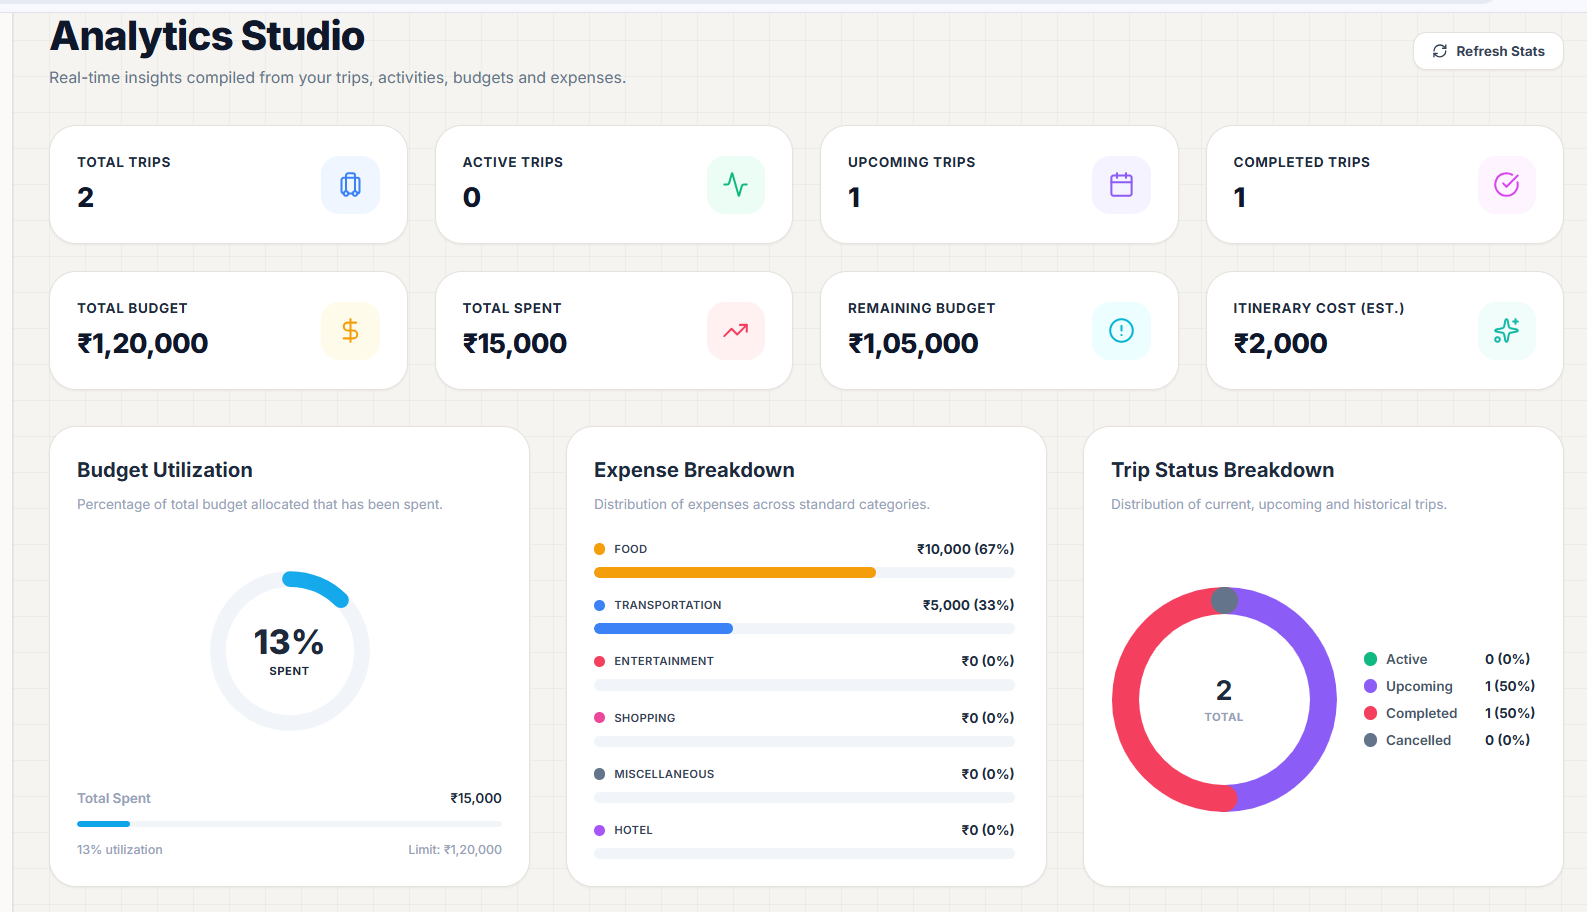 Analytics Studio
Real-time insights compiled from your trips, activities, budgets and expenses.
Refresh Stats
TOTAL TRIPS
2
ACTIVE TRIPS
0
UPCOMING TRIPS
1
COMPLETED TRIPS
1
TOTAL BUDGET
₹1,20,000
TOTAL SPENT
₹15,000
REMAINING BUDGET
₹1,05,000
ITINERARY COST (EST.)
₹2,000
Budget Utilization
Percentage of total budget allocated that has been spent.
13%
SPENT
Total Spent ₹15,000
13% utilization Limit: ₹1,20,000
Expense Breakdown
Distribution of expenses across standard categories.
FOOD ₹10,000 (67%)
TRANSPORTATION ₹5,000 (33%)
ENTERTAINMENT ₹0 (0%)
SHOPPING ₹0 (0%)
MISCELLANEOUS ₹0 (0%)
HOTEL ₹0 (0%)
Trip Status Breakdown
Distribution of current, upcoming and historical trips.
2
TOTAL
Active 0 (0%)
Upcoming 1 (50%)
Completed 1 (50%)
Cancelled 0 (0%)